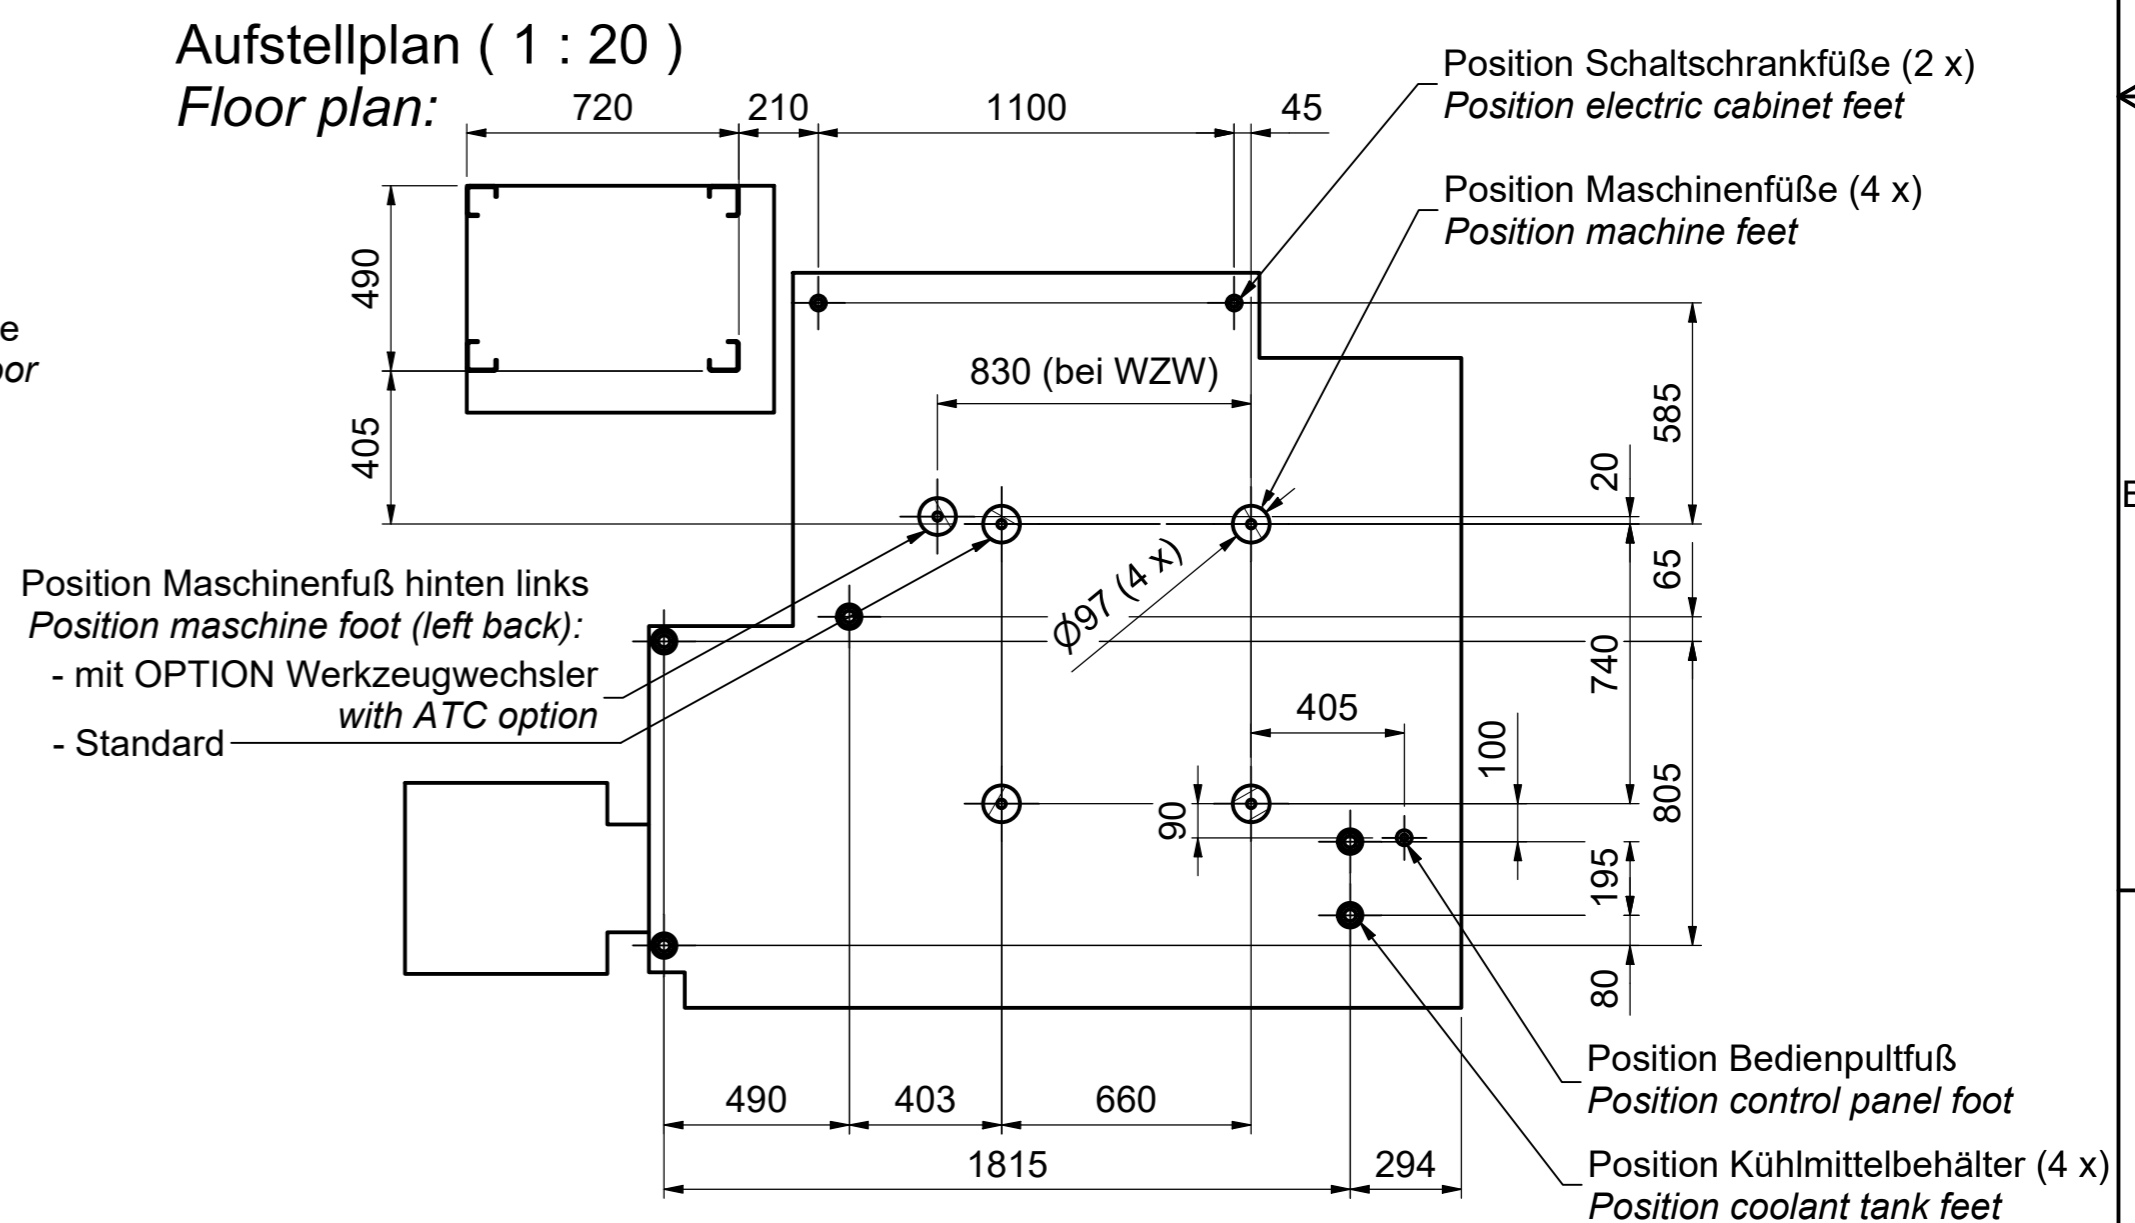 Aufstellplan ( 1 : 20 )
Floor plan:
720
210
1100
45
Position Schaltschrankfüße (2 x)
Position electric cabinet feet
Position Maschinenfüße (4 x)
Position machine feet
490
405
e
oor
830 (bei WZW)
585
20
65
740
805
Ø97 (4 x)
Position Maschinenfuß hinten links
Position maschine foot (left back):
- mit OPTION Werkzeugwechsler
with ATC option
- Standard
405
100
90
195
80
490
403
660
1815
294
Position Bedienpultfuß
Position control panel foot
Position Kühlmittelbehälter (4 x)
Position coolant tank feet